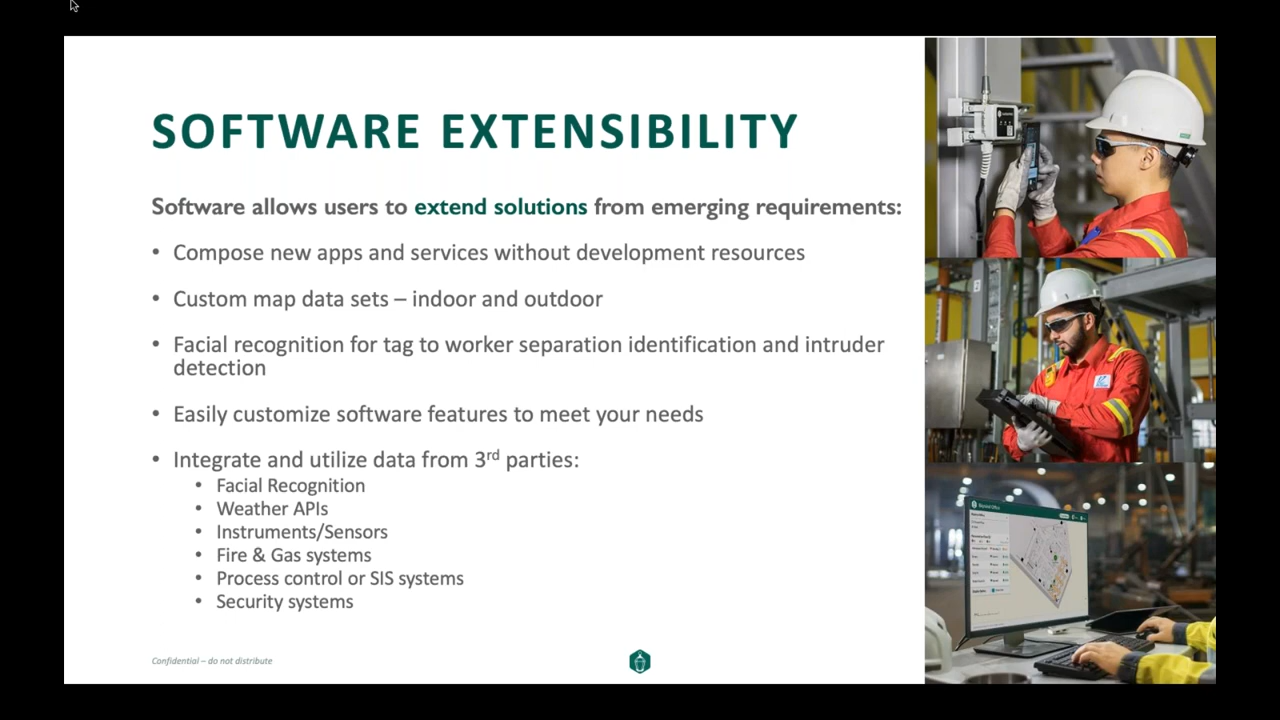 SOFTWARE EXTENSIBILITY
Software allows users to extend solutions from emerging requirements:
• Compose new apps and services without development resources
• Custom map data sets – indoor and outdoor
• Facial recognition for tag to worker separation identification and intruder
detection
• Easily customize software features to meet your needs
• Integrate and utilize data from 3rd parties:
• Facial Recognition
• Weather APIs
• Instruments/Sensors
• Fire & Gas systems
• Process control or SIS systems
• Security systems
Confidential – do not distribute